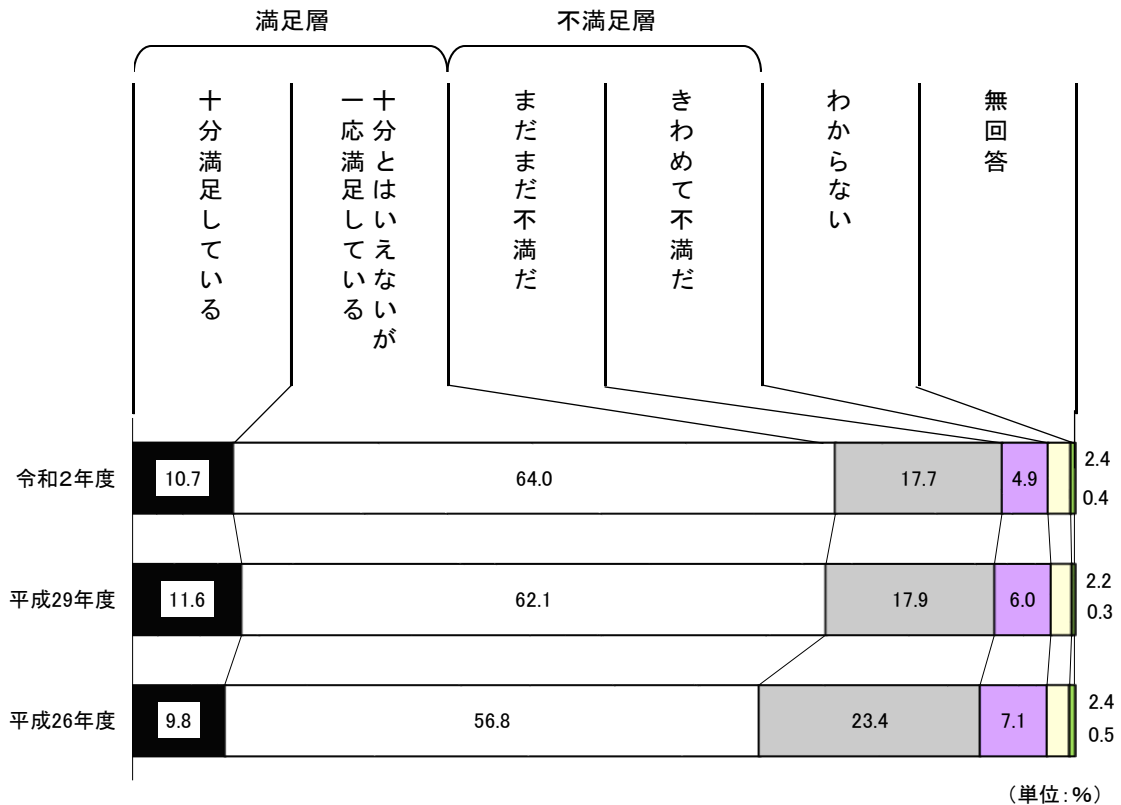 満足層
不満足層
十分満足している
十分とはいえないが
一応満足している
まだまだ不満だ
きわめて不満だ
わからない
無回答
令和2年度
10.7
64.0
17.7
4.9
2.4
0.4
平成29年度
11.6
62.1
17.9
6.0
2.2
0.3
平成26年度
9.8
56.8
23.4
7.1
2.4
0.5
（単位：％）